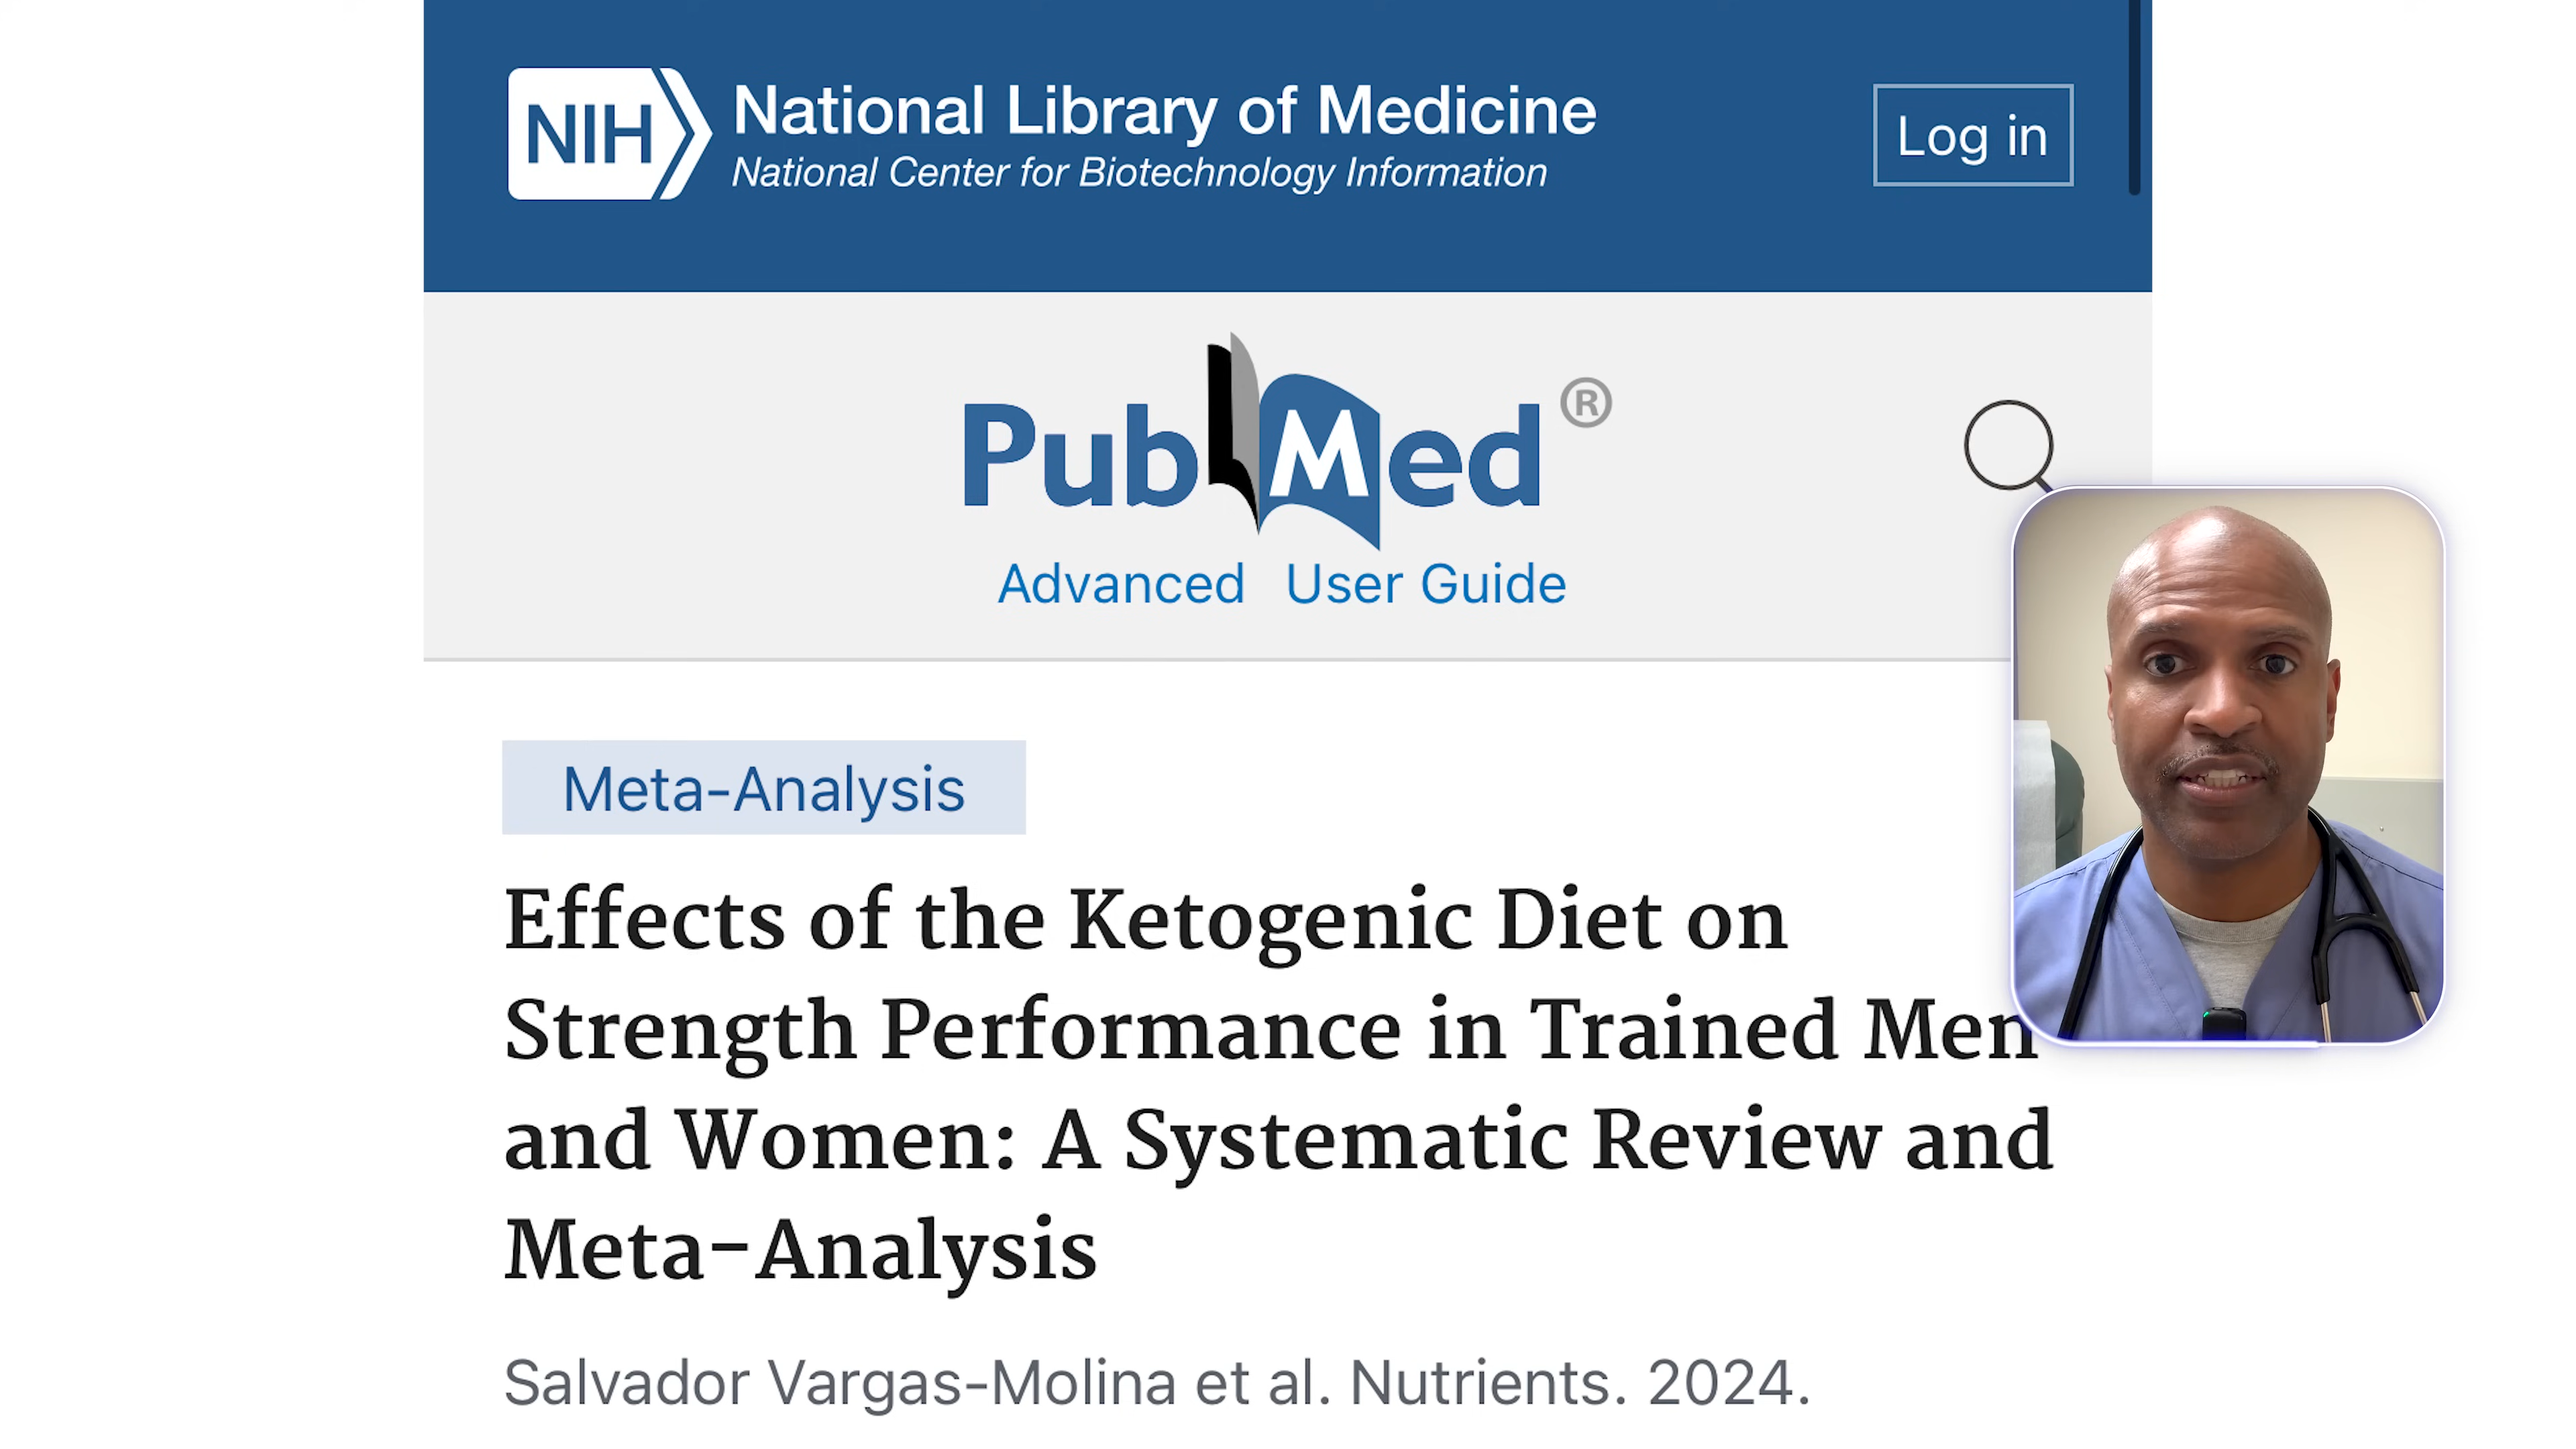 NIH
National Library of Medicine
National Center for Biotechnology Information
Log in
PubMed®
Advanced User Guide
Meta-Analysis
Effects of the Ketogenic Diet on
Strength Performance in Trained Men
and Women: A Systematic Review and
Meta-Analysis
Salvador Vargas-Molina et al. Nutrients. 2024.